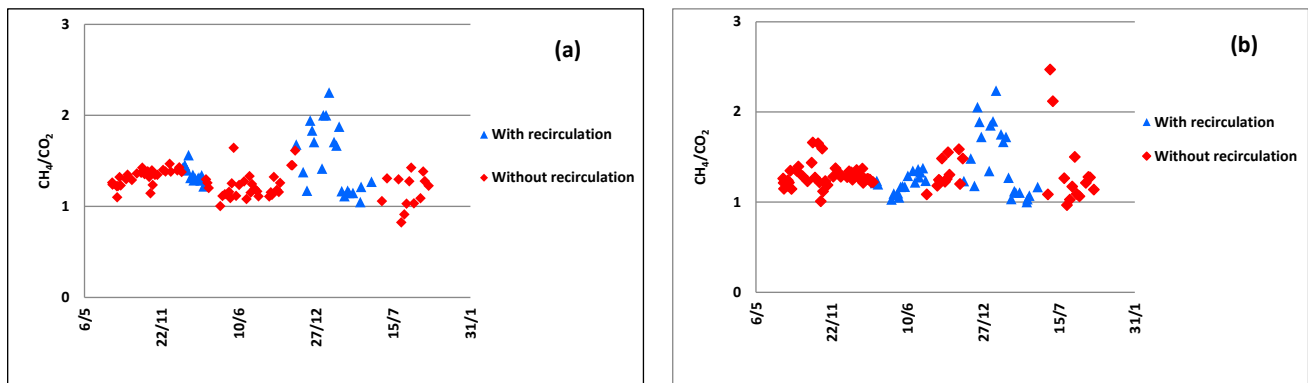 (a)
3
2
1
0
CH₄/CO₂
With recirculation
Without recirculation
6/5
22/11
10/6
27/12
15/7
31/1
(b)
3
2
1
0
CH₄/CO₂
With recirculation
Without recirculation
6/5
22/11
10/6
27/12
15/7
31/1